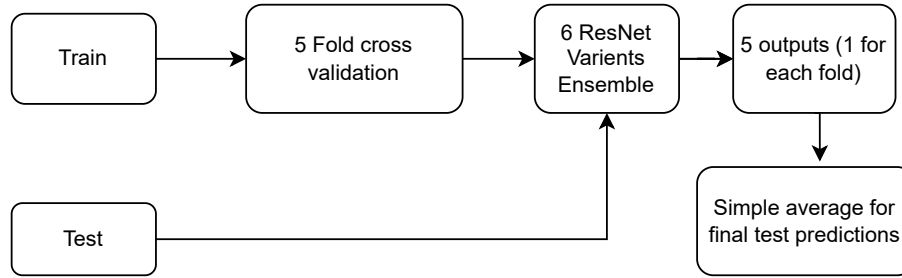 Train
5 Fold cross
validation
6 ResNet
Varients
Ensemble
5 outputs (1 for
each fold)
Test
Simple average for
final test predictions